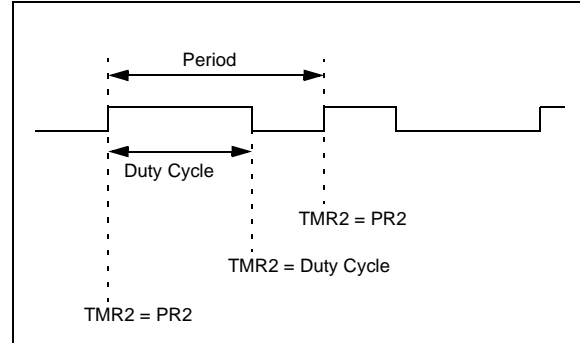 Period
Duty Cycle
TMR2 = PR2
TMR2 = Duty Cycle
TMR2 = PR2